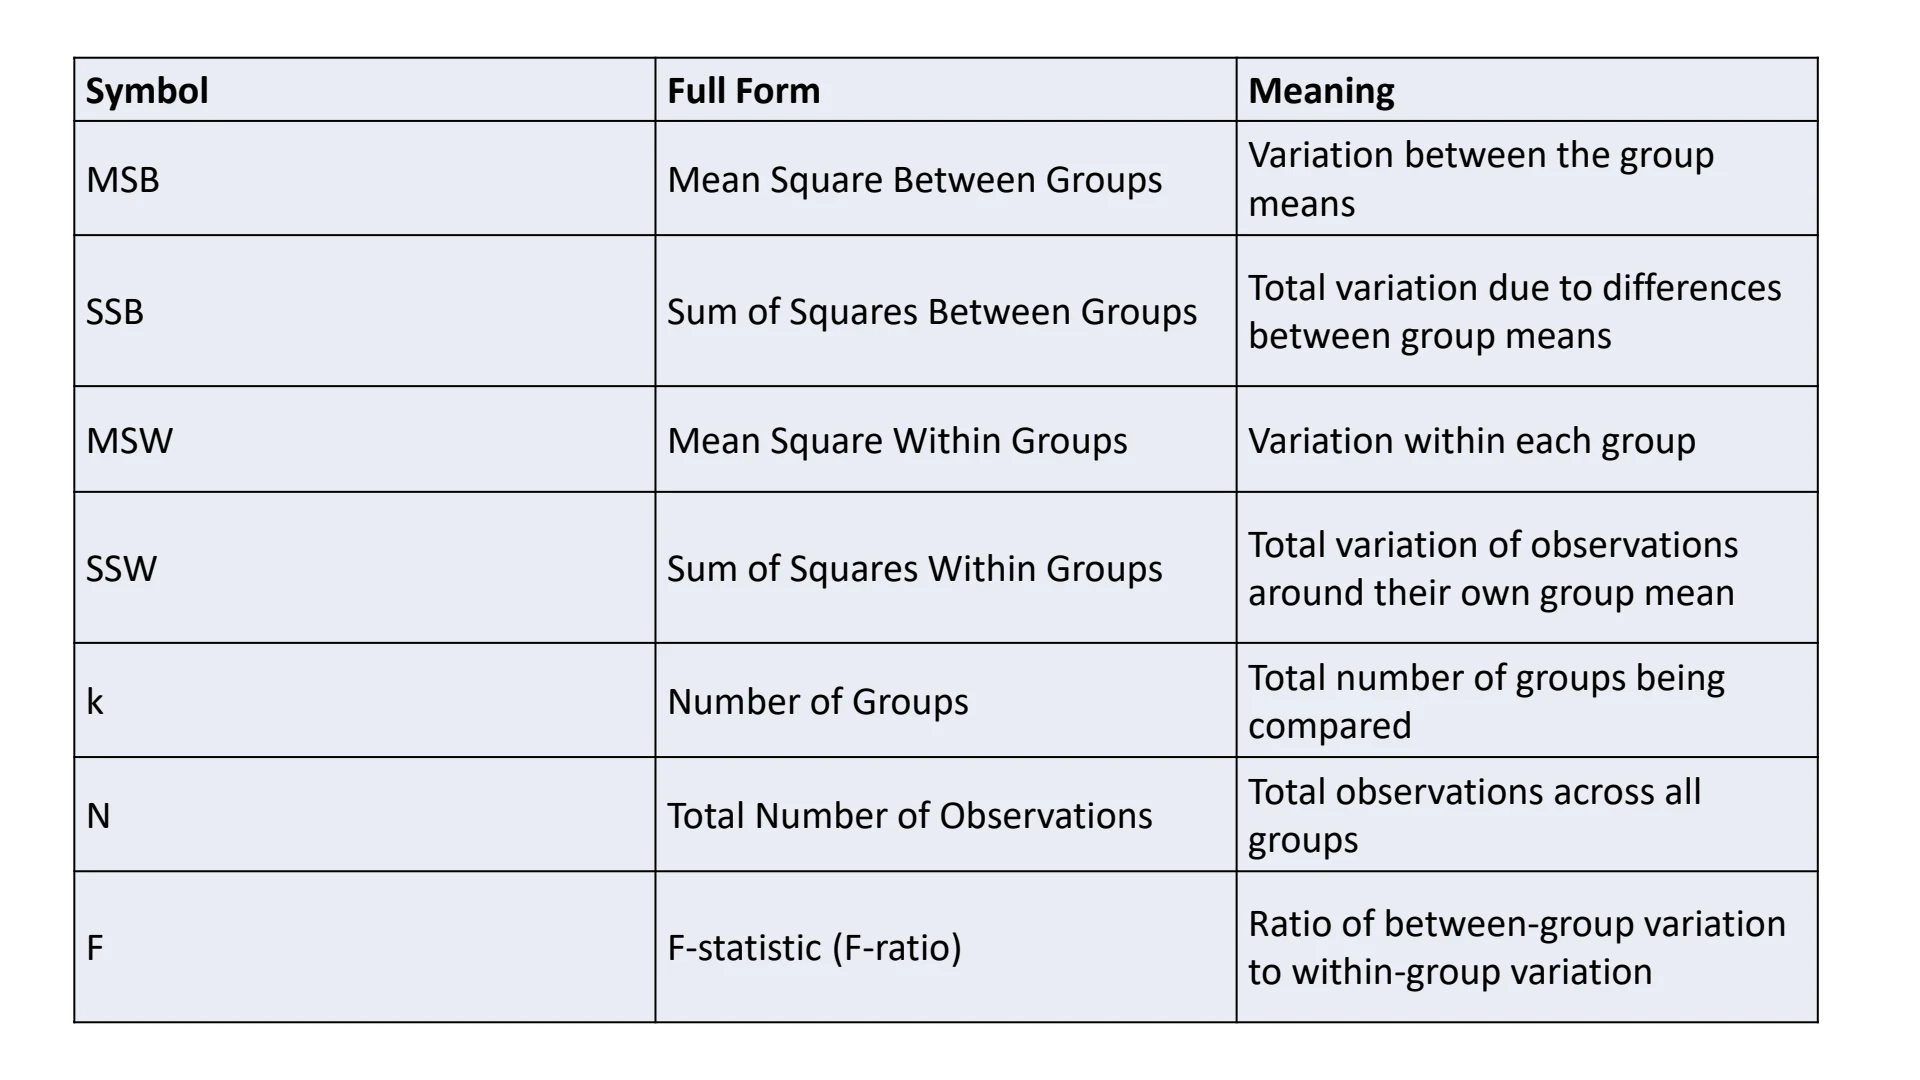 Symbol
Full Form
Meaning
MSB
Mean Square Between Groups
Variation between the group
means
SSB
Sum of Squares Between Groups
Total variation due to differences
between group means
MSW
Mean Square Within Groups
Variation within each group
SSW
Sum of Squares Within Groups
Total variation of observations
around their own group mean
k
Number of Groups
Total number of groups being
compared
N
Total Number of Observations
Total observations across all
groups
F
F-statistic (F-ratio)
Ratio of between-group variation
to within-group variation